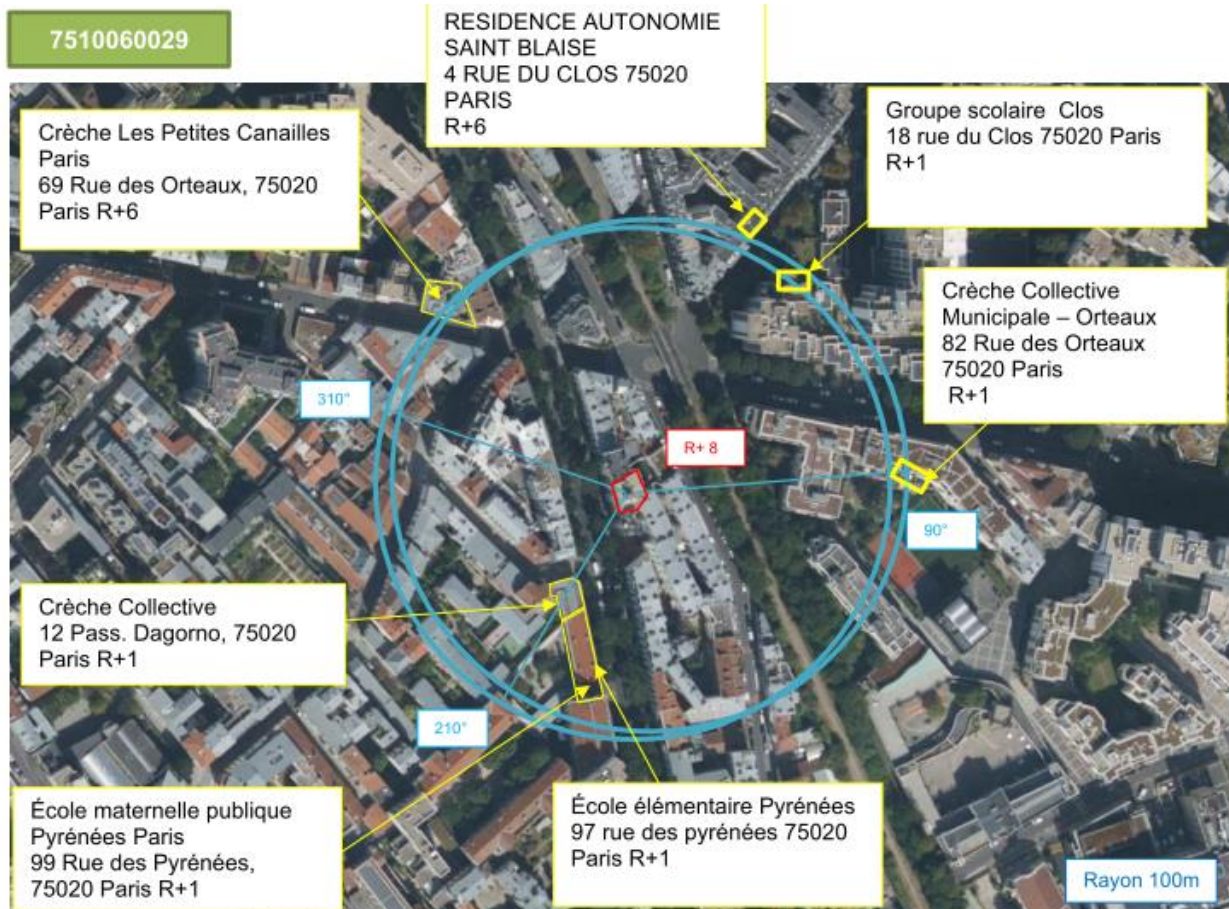 7510060029
RESIDENCE AUTONOMIE
SAINT BLAISE
4 RUE DU CLOS 75020
PARIS
R+6
Crèche Les Petites Canailles
Paris
69 Rue des Orteaux, 75020
Paris R+6
Groupe scolaire Clos
18 rue du Clos 75020 Paris
R+1
Crèche Collective
Municipale – Orteaux
82 Rue des Orteaux
75020 Paris
R+1
310°
R+ 8
90°
Crèche Collective
12 Pass. Dagorno, 75020
Paris R+1
210°
École maternelle publique
Pyrénées Paris
99 Rue des Pyrénées,
75020 Paris R+1
École élémentaire Pyrénées
97 rue des pyrénées 75020
Paris R+1
Rayon 100m